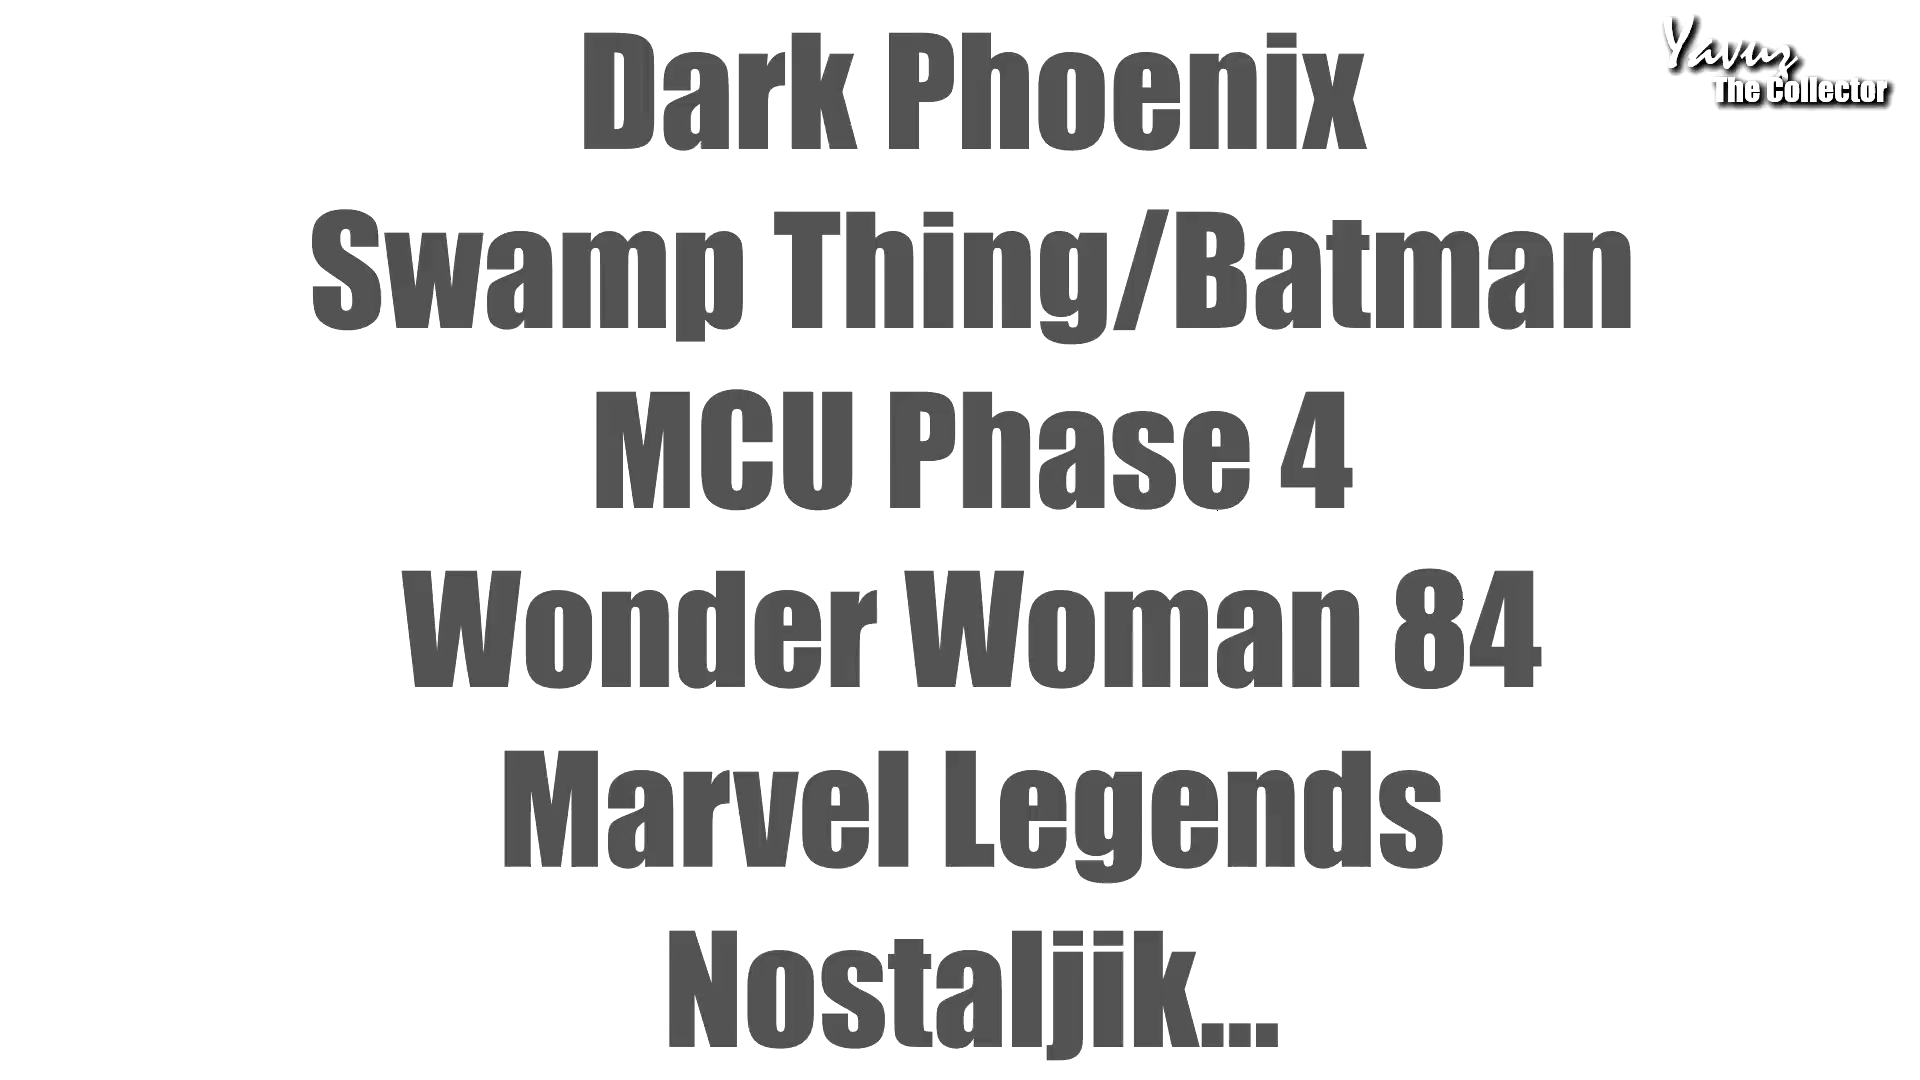 Yavuz
The Collector
Dark Phoenix
Swamp Thing/Batman
MCU Phase 4
Wonder Woman 84
Marvel Legends
Nostaljik...